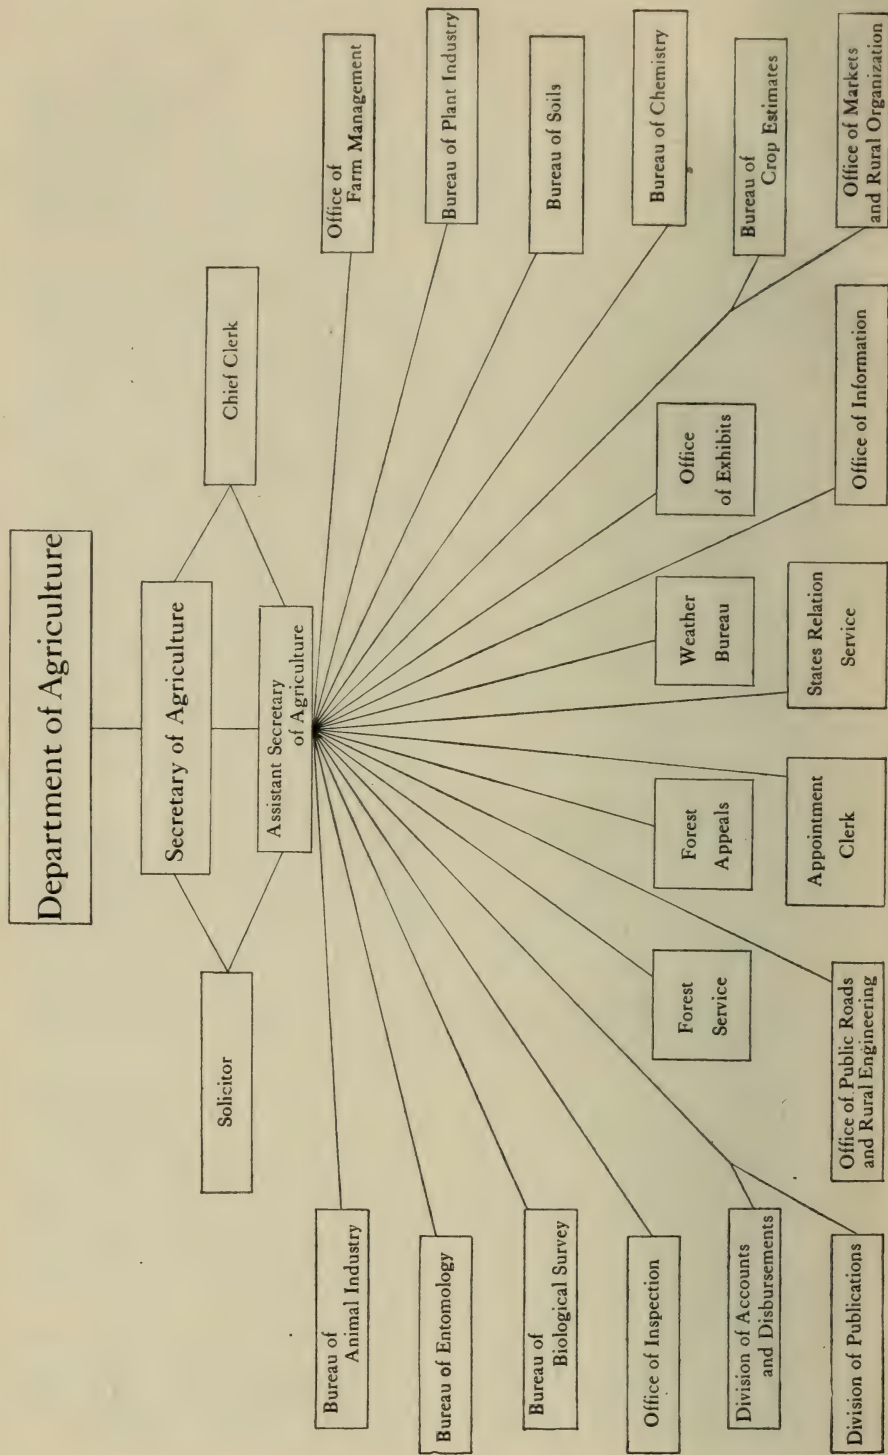 Department of Agriculture
Secretary of Agriculture
Solicitor
Chief Clerk
Assistant Secretary
of Agriculture
Bureau of
Animal Industry
Office of
Farm Management
Bureau of Entomology
Bureau of Plant Industry
Bureau of
Biological Survey
Bureau of Soils
Office of Inspection
Forest
Service
Forest
Appeals
Weather
Bureau
Office
of Exhibits
Bureau of Chemistry
Division of Accounts
and Disbursements
Bureau of
Crop Estimates
Division of Publications
Office of Public Roads
and Rural Engineering
Appointment
Clerk
States Relation
Service
Office of Information
Office of Markets
and Rural Organization